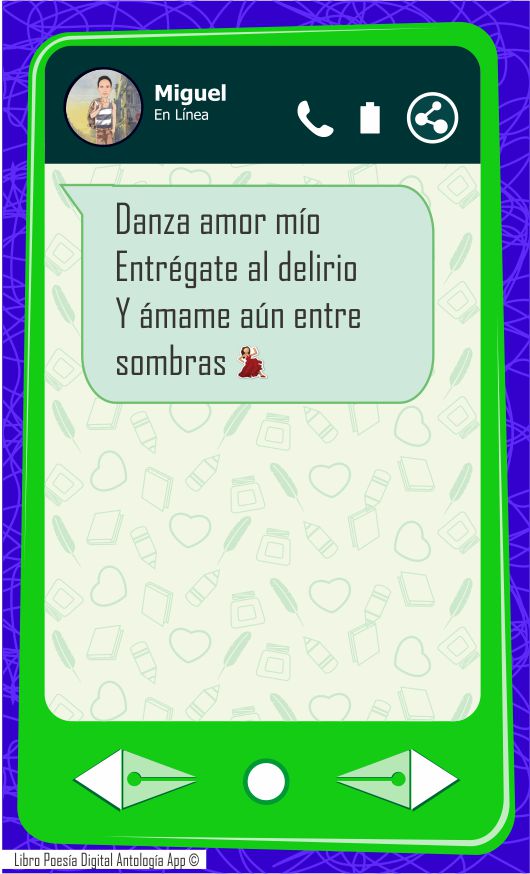 Miguel
En Línea
Danza amor mío
Entrégate al delirio
Y ámame aún entre
sombras 💃
Libro Poesía Digital Antología App ©